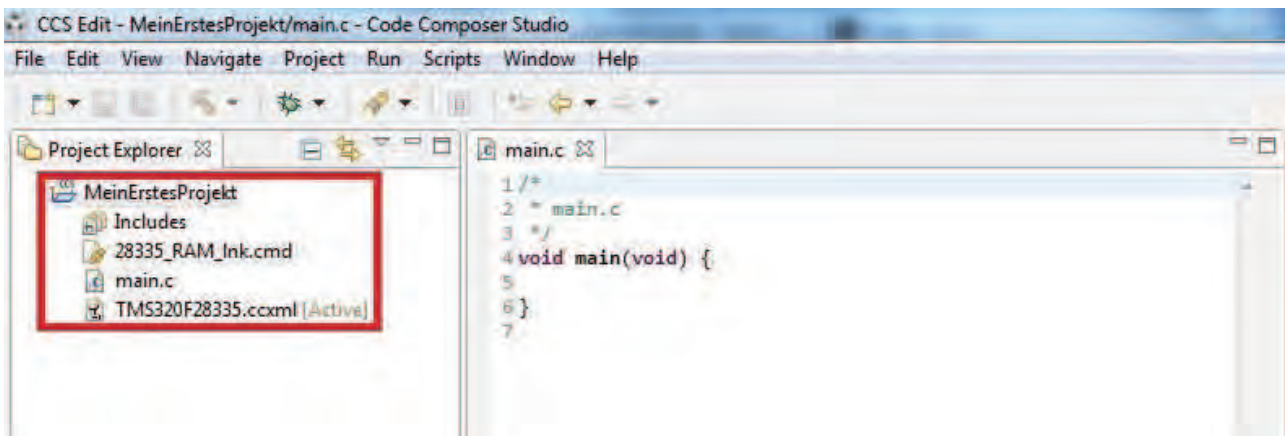 CCS Edit - MeinErstesProjekt/main.c - Code Composer Studio
File Edit View Navigate Project Run Scripts Window Help
Project Explorer
MeinErstesProjekt
Includes
28335_RAM_lnk.cmd
main.c
TMS320F28335.ccxml [Active]
main.c
1 /*
2 * main.c
3 */
4 void main(void) {
5
6 }
7